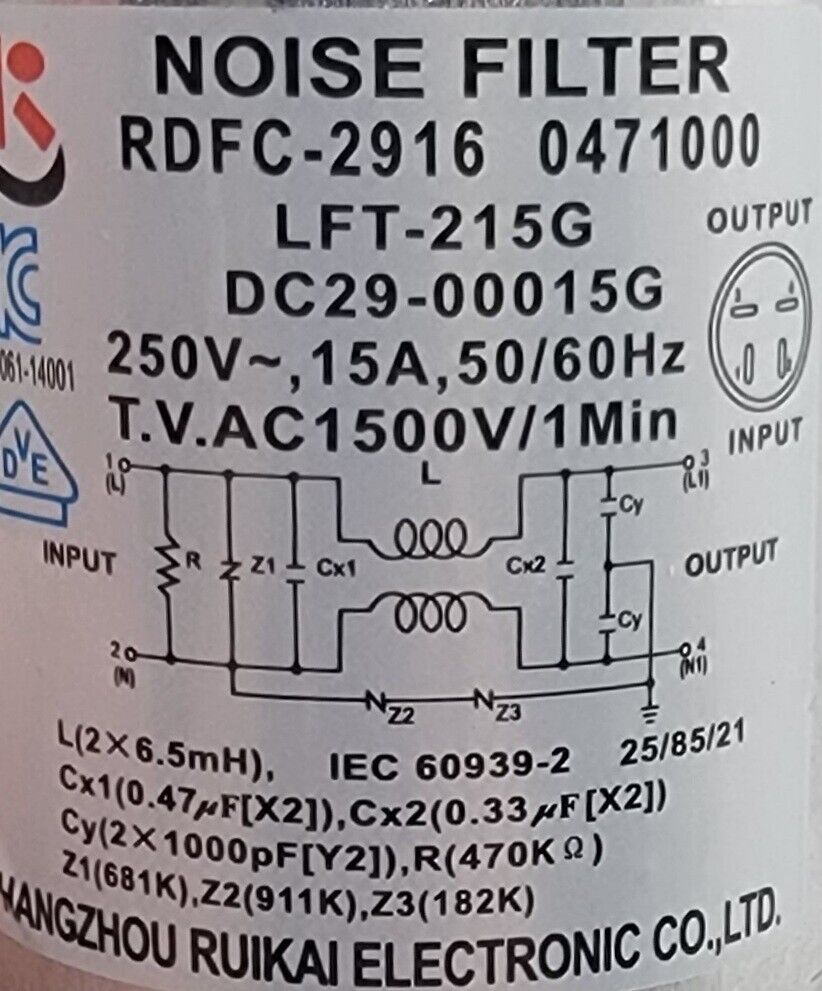 NOISE FILTER
RDFC-2916 0471000
LFT-215G
DC29-00015G
OUTPUT
250V~,15A,50/60Hz
061-14001
T.V.AC1500V/1Min
INPUT
DVE
1
(L)
L
3
(L1)
Cy
INPUT
R
Z1
Cx1
Cx2
OUTPUT
Cy
2
(N)
4
(N1)
Z2
Z3
L(2×6.5mH), IEC 60939-2 25/85/21
Cx1(0.47μF[X2]),Cx2(0.33μF[X2])
Cy(2×1000pF[Y2]),R(470KΩ)
Z1(681K),Z2(911K),Z3(182K)
HANGZHOU RUIKAI ELECTRONIC CO.,LTD.